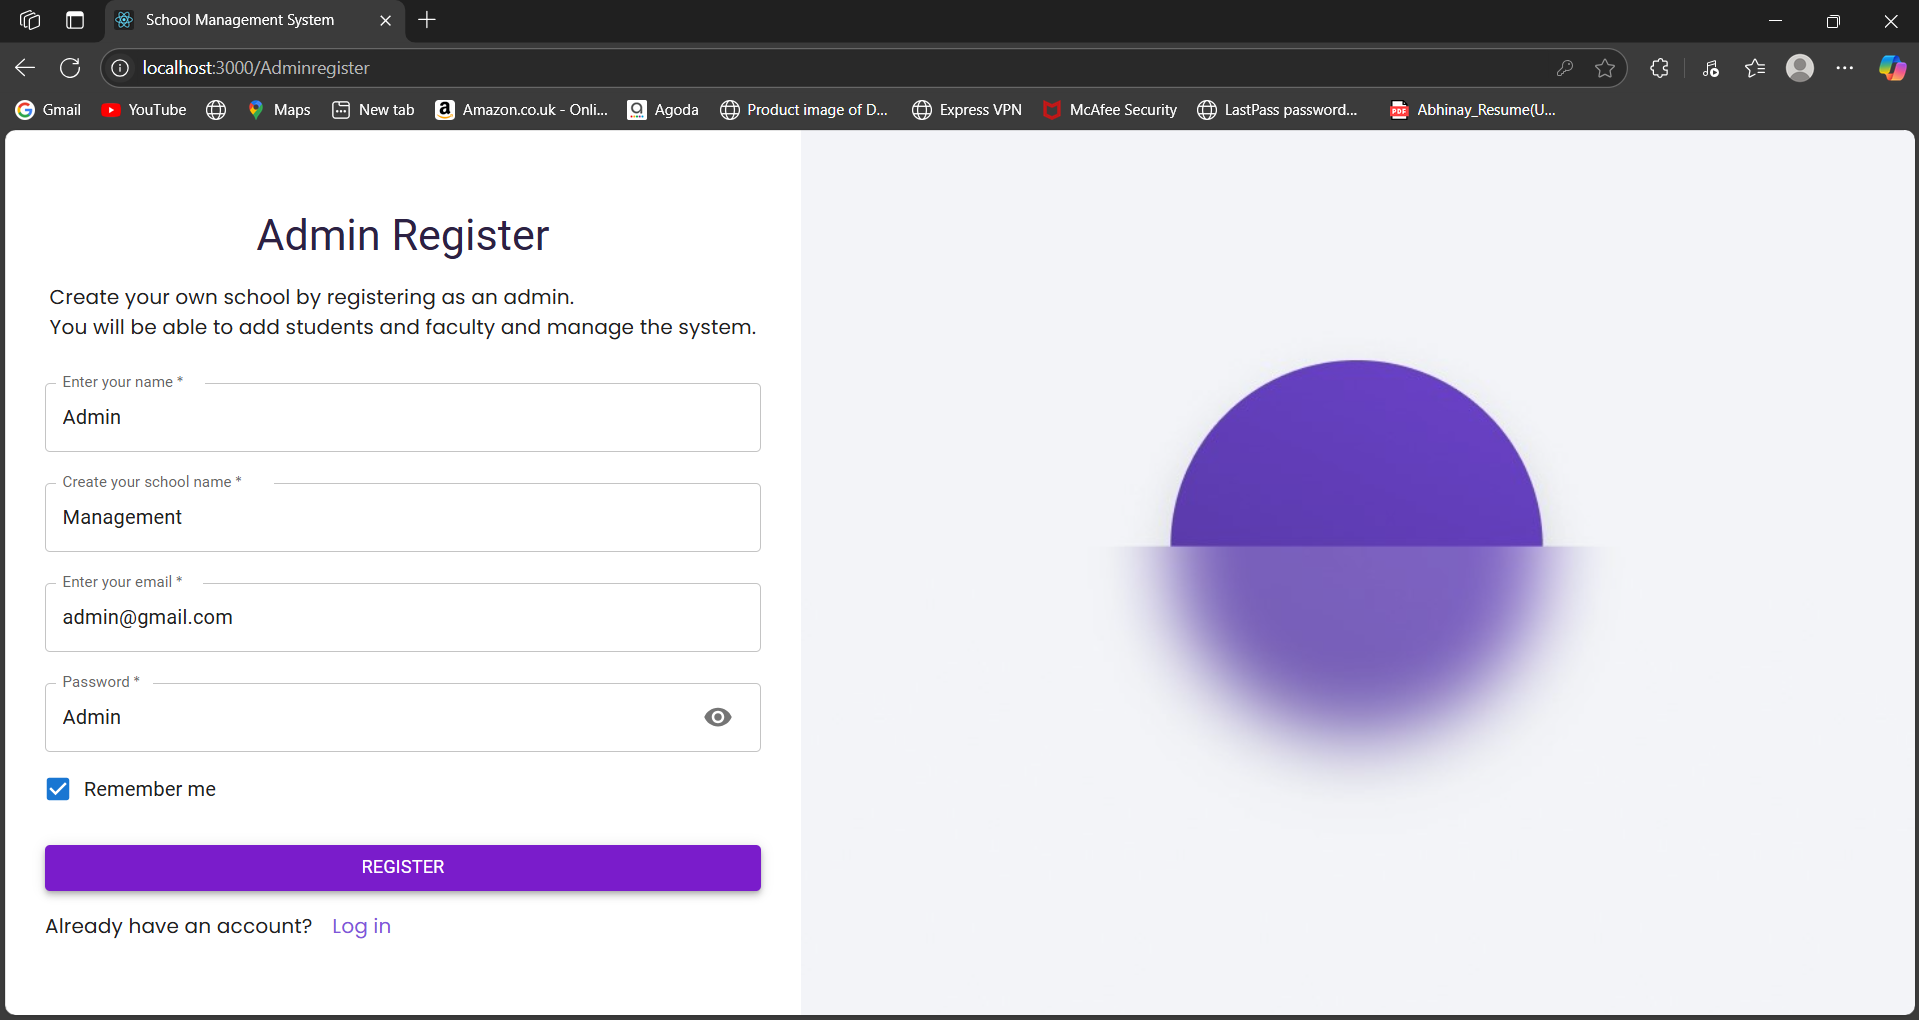 School Management System
localhost:3000/Adminregister
Gmail YouTube Maps New tab Amazon.co.uk - Onli... Agoda Product image of D... Express VPN McAfee Security LastPass password... Abhinay_Resume(U...
Admin Register
Create your own school by registering as an admin.
You will be able to add students and faculty and manage the system.
Enter your name *
Admin
Create your school name *
Management
Enter your email *
admin@gmail.com
Password *
Admin
Remember me
REGISTER
Already have an account? Log in